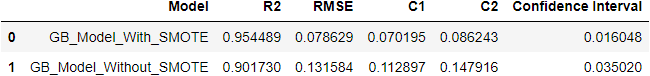 Model R2 RMSE C1 C2 Confidence Interval
0 GB_Model_With_SMOTE 0.954489 0.078629 0.070195 0.086243 0.016048
1 GB_Model_Without_SMOTE 0.901730 0.131584 0.112897 0.147916 0.035020